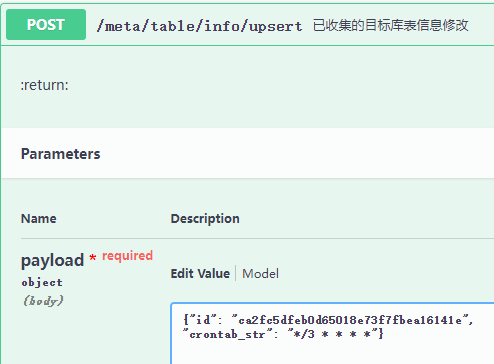 POST /meta/table/info/upsert 已收集的目标库表信息修改
:return:
Parameters
Name Description
payload * required
object
(body)
Edit Value Model
{"id": "ca2fc5dfeb0d65018e73f7fbea16141e",
"crontab_str": "*/3 * * * *"}